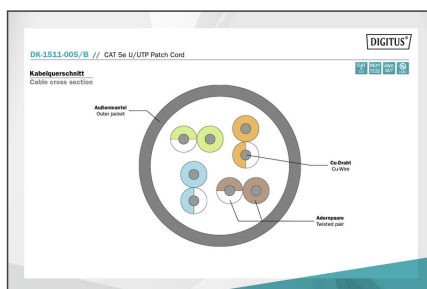 DIGITUS®
DK-1511-005/B // CAT 5e U/UTP Patch Cord
Kabelquerschnitt
Cable cross section
Außenmantel
Outer jacket
Cu-Draht
Cu-Wire
Adernpaare
Twisted pair